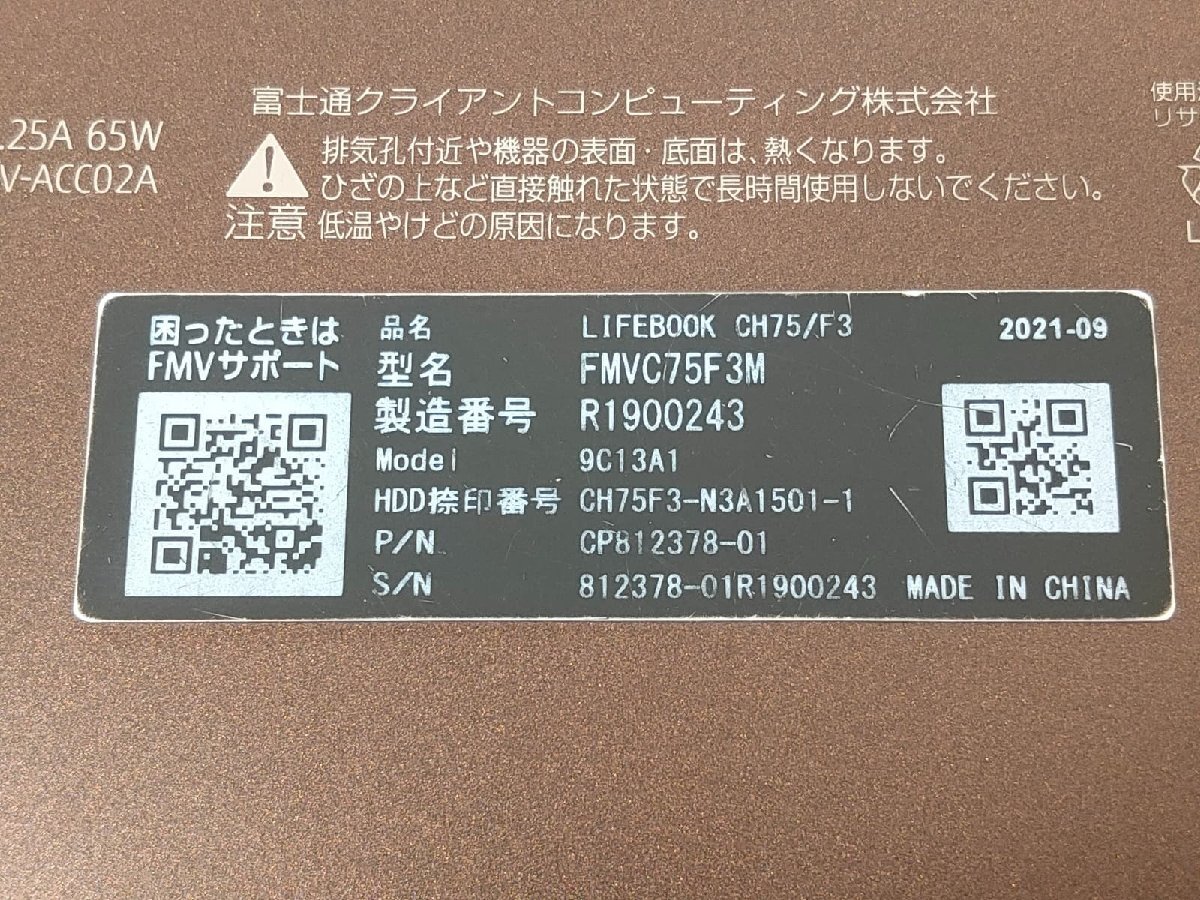 富士通クライアントコンピューティング株式会社
.25A 65W
V-ACC02A
排気孔付近や機器の表面・底面は、熱くなります。
ひざの上など直接触れた状態で長時間使用しないでください。
注意 低温やけどの原因になります。
使用
リサ
困ったときは
FMVサポート
品名 LIFEBOOK CH75/F3 2021-09
型名 FMVC75F3M
製造番号 R1900243
Model 9C13A1
HDD捺印番号 CH75F3-N3A1501-1
P/N CP812378-01
S/N 812378-01R1900243 MADE IN CHINA